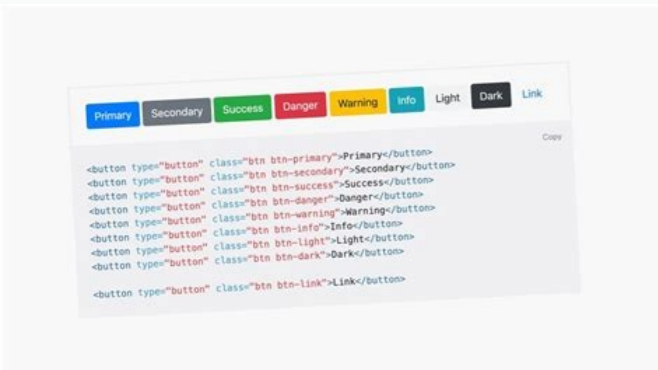 Primary Secondary Success Danger Warning Info Light Dark Link
Copy
<button type="button" class="btn btn-primary">Primary</button>
<button type="button" class="btn btn-secondary">Secondary</button>
<button type="button" class="btn btn-success">Success</button>
<button type="button" class="btn btn-danger">Danger</button>
<button type="button" class="btn btn-warning">Warning</button>
<button type="button" class="btn btn-info">Info</button>
<button type="button" class="btn btn-light">Light</button>
<button type="button" class="btn btn-dark">Dark</button>
<button type="button" class="btn btn-link">Link</button>